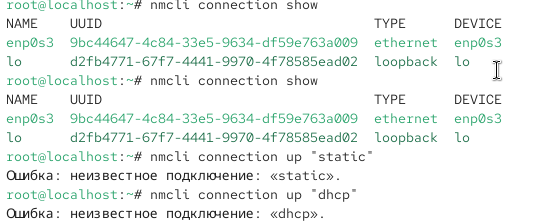 root@localhost:~# nmcli connection show
NAME UUID TYPE DEVICE
enp0s3 9bc44647-4c84-33e5-9634-df59e763a009 ethernet enp0s3
lo d2fb4771-67f7-4441-9970-4f78585ead02 loopback lo
root@localhost:~# nmcli connection show
NAME UUID TYPE DEVICE
enp0s3 9bc44647-4c84-33e5-9634-df59e763a009 ethernet enp0s3
lo d2fb4771-67f7-4441-9970-4f78585ead02 loopback lo
root@localhost:~# nmcli connection up "static"
Ошибка: неизвестное подключение: «static».
root@localhost:~# nmcli connection up "dhcp"
Ошибка: неизвестное подключение: «dhcp».